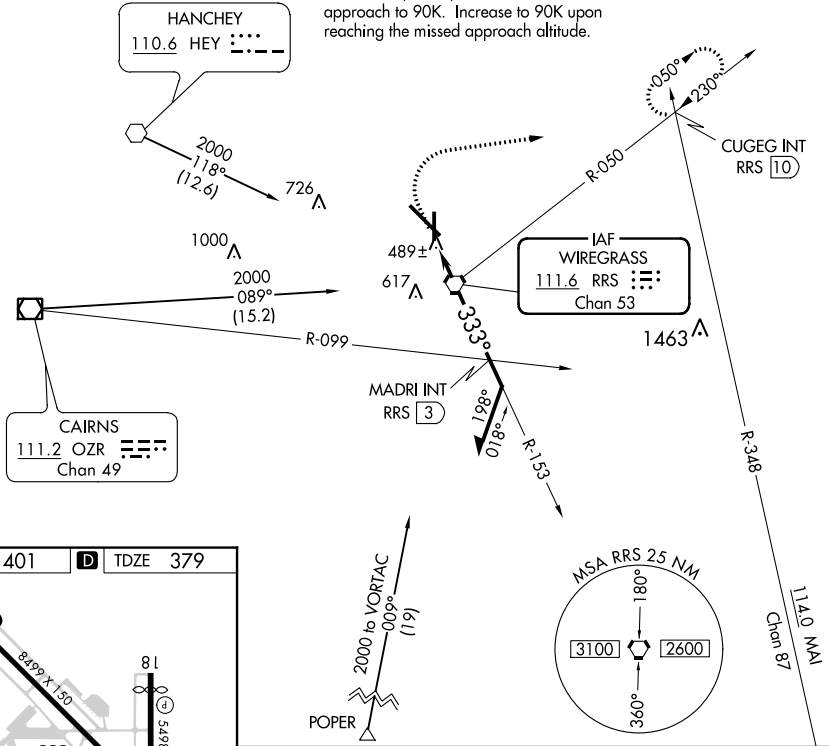 approach to 90K. Increase to 90K upon
reaching the missed approach altitude.
HANCHEY
110.6 HEY
2000
118°
(12.6)
726
1000
2000
089°
(15.2)
R-099
489±
617
050°
230°
CUGEG INT
RRS 10
R-050
IAF
WIREGRASS
111.6 RRS
Chan 53
1463
333°
MADRI INT
RRS 3
198°
018°
R-153
R-348
CAIRNS
111.2 OZR
Chan 49
401 D TDZE 379
8499 X 150
18
P
5498
2000 to VORTAC
009°
(19)
POPER
MSA RRS 25 NM
180°
3100 2600
360°
114.0 MAI
Chan 87